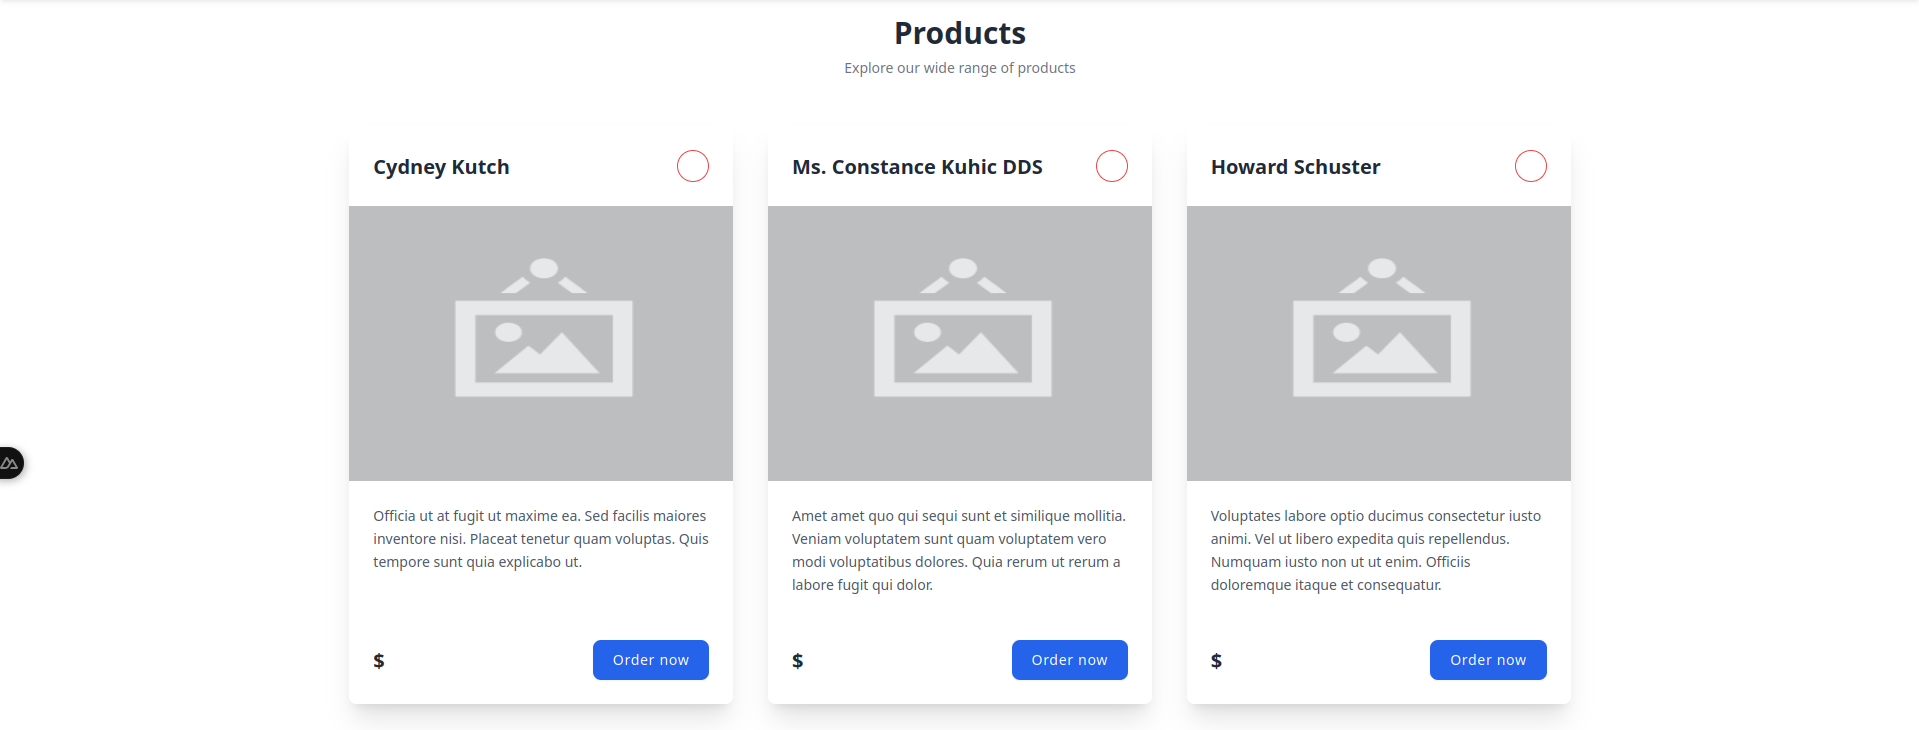 Products
Explore our wide range of products
Cydney Kutch
Officia ut at fugit ut maxime ea. Sed facilis maiores
inventore nisi. Placeat tenetur quam voluptas. Quis
tempore sunt quia explicabo ut.
$
Order now
Ms. Constance Kuhic DDS
Amet amet quo qui sequi sunt et similique mollitia.
Veniam voluptatem sunt quam voluptatem vero
modi voluptatibus dolores. Quia rerum ut rerum a
labore fugit qui dolor.
$
Order now
Howard Schuster
Voluptates labore optio ducimus consectetur iusto
animi. Vel ut libero expedita quis repellendus.
Numquam iusto non ut ut enim. Officiis
doloremque itaque et consequatur.
$
Order now